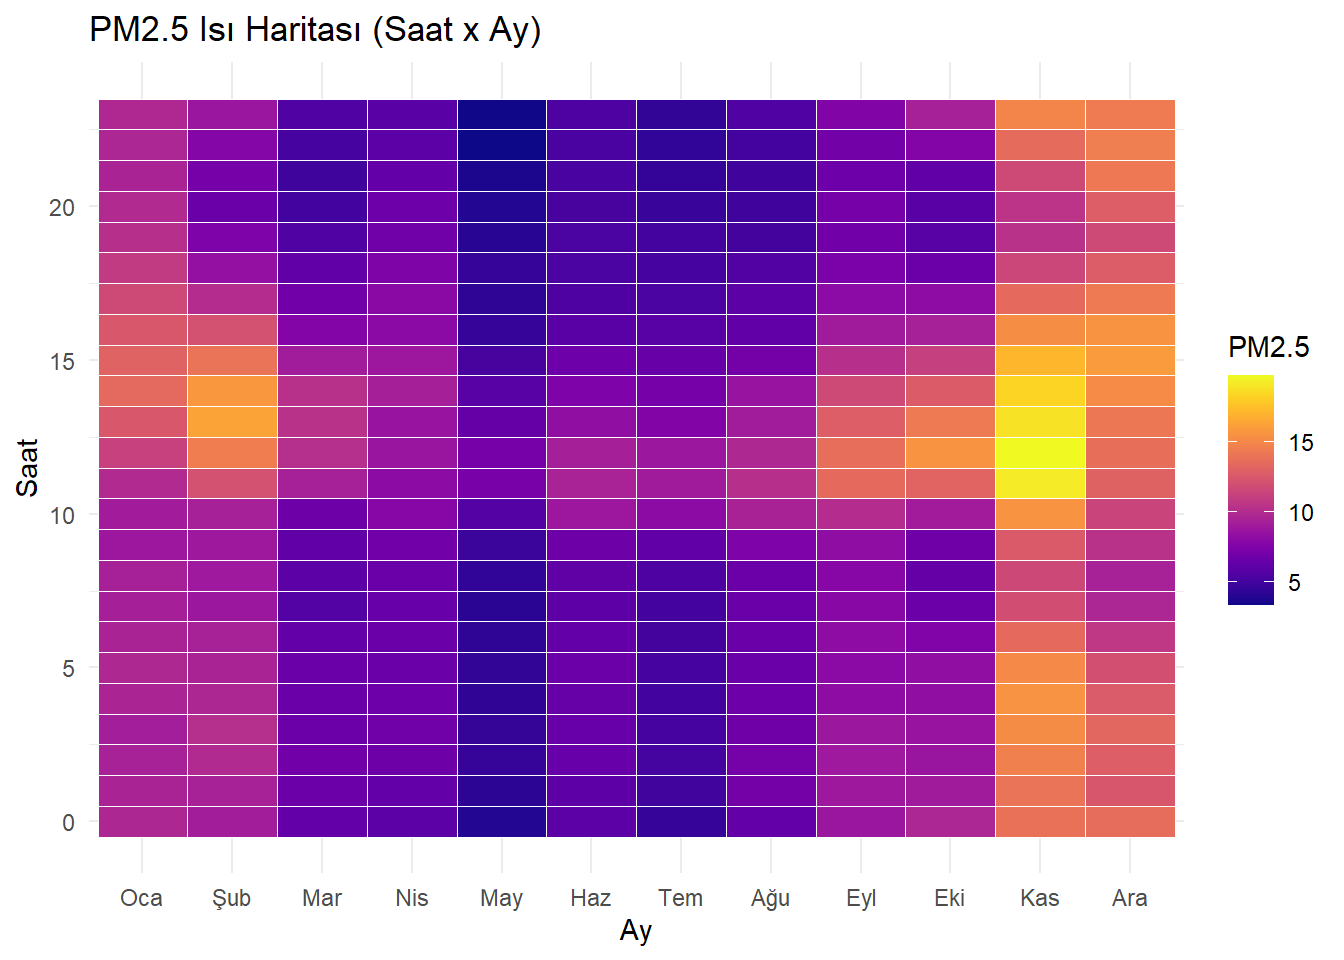 PM2.5 Isı Haritası (Saat x Ay)
Saat
20
15
10
5
0
Oca Şub Mar Nis May Haz Tem Ağu Eyl Eki Kas Ara
Ay
PM2.5
15
10
5